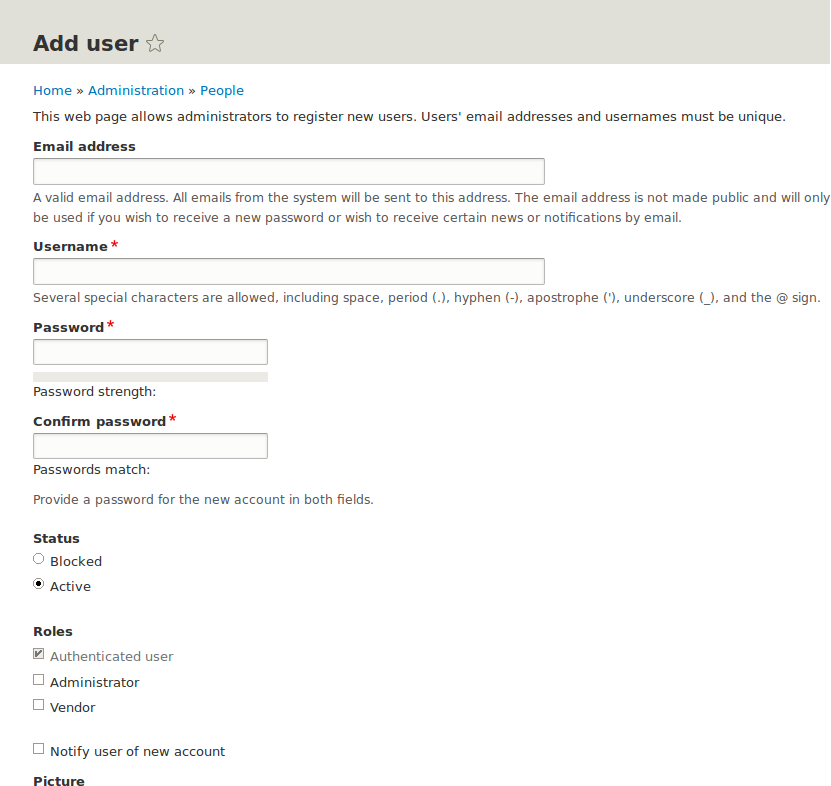 Add user
Home » Administration » People
This web page allows administrators to register new users. Users' email addresses and usernames must be unique.
Email address
A valid email address. All emails from the system will be sent to this address. The email address is not made public and will only
be used if you wish to receive a new password or wish to receive certain news or notifications by email.
Username *
Several special characters are allowed, including space, period (.), hyphen (-), apostrophe ('), underscore (_), and the @ sign.
Password *
Password strength:
Confirm password *
Passwords match:
Provide a password for the new account in both fields.
Status
Blocked
Active
Roles
Authenticated user
Administrator
Vendor
Notify user of new account
Picture